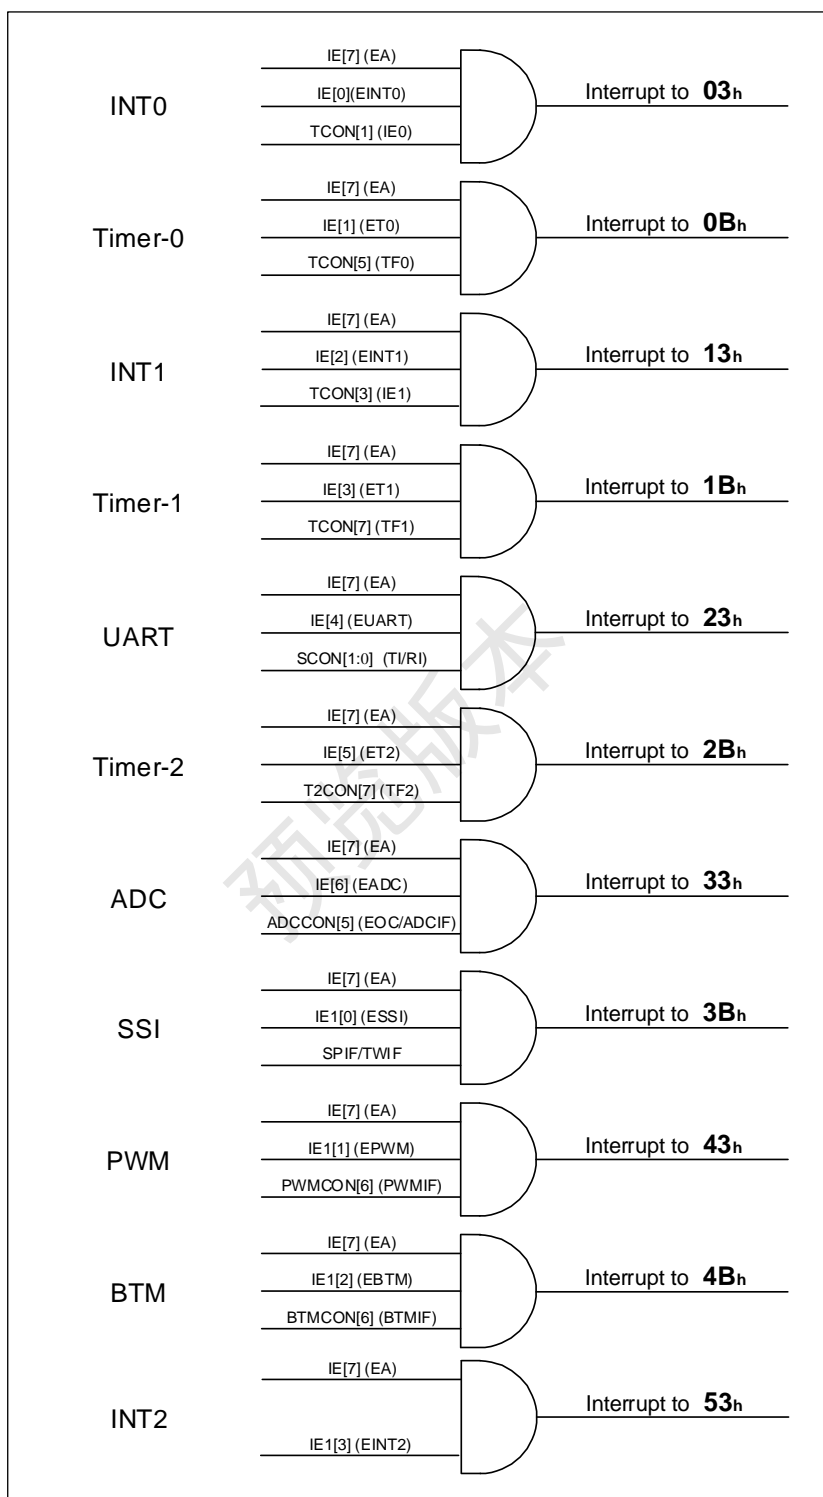 IE[7] (EA)
INT0 IE[0](EINT0) Interrupt to 03h
TCON[1] (IE0)
IE[7] (EA)
Timer-0 IE[1] (ET0) Interrupt to 0Bh
TCON[5] (TF0)
IE[7] (EA)
INT1 IE[2] (EINT1) Interrupt to 13h
TCON[3] (IE1)
IE[7] (EA)
Timer-1 IE[3] (ET1) Interrupt to 1Bh
TCON[7] (TF1)
IE[7] (EA)
UART IE[4] (EUART) Interrupt to 23h
SCON[1:0] (TI/RI)
IE[7] (EA)
Timer-2 IE[5] (ET2) Interrupt to 2Bh
T2CON[7] (TF2)
IE[7] (EA)
ADC IE[6] (EADC) Interrupt to 33h
ADCCON[5] (EOC/ADCIF)
IE[7] (EA)
SSI IE1[0] (ESSI) Interrupt to 3Bh
SPIF/TWIF
IE[7] (EA)
PWM IE1[1] (EPWM) Interrupt to 43h
PWMCON[6] (PWMIF)
IE[7] (EA)
BTM IE1[2] (EBTM) Interrupt to 4Bh
BTMCON[6] (BTMIF)
IE[7] (EA)
INT2 Interrupt to 53h
IE1[3] (EINT2)
预览版本